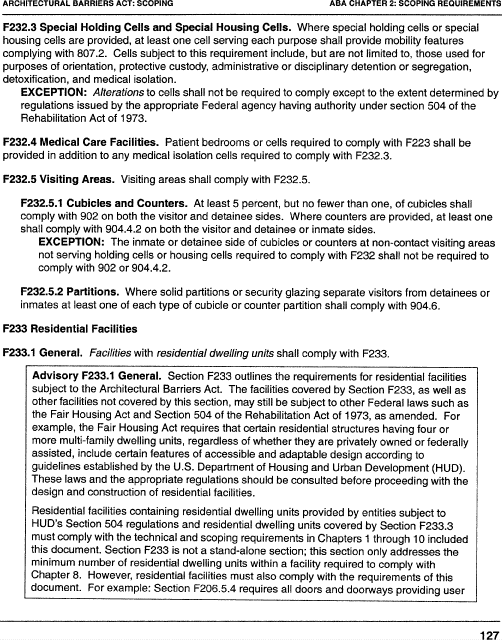 ARCHITECTURAL BARRIERS ACT: SCOPING ABA CHAPTER 2: SCOPING REQUIREMENTS
F232.3 Special Holding Cells and Special Housing Cells. Where special holding cells or special
housing cells are provided, at least one cell serving each purpose shall provide mobility features
complying with 807.2. Cells subject to this requirement include, but are not limited to, those used for
purposes of orientation, protective custody, administrative or disciplinary detention or segregation,
detoxification, and medical isolation.
EXCEPTION: Alterations to cells shall not be required to comply except to the extent determined by
regulations issued by the appropriate Federal agency having authority under section 504 of the
Rehabilitation Act of 1973.
F232.4 Medical Care Facilities. Patient bedrooms or cells required to comply with F223 shall be
provided in addition to any medical isolation cells required to comply with F232.3.
F232.5 Visiting Areas. Visiting areas shall comply with F232.5.
F232.5.1 Cubicles and Counters. At least 5 percent, but no fewer than one, of cubicles shall
comply with 902 on both the visitor and detainee sides. Where counters are provided, at least one
shall comply with 904.4.2 on both the visitor and detainee or inmate sides.
EXCEPTION: The inmate or detainee side of cubicles or counters at non-contact visiting areas
not serving holding cells or housing cells required to comply with F232 shall not be required to
comply with 902 or 904.4.2.
F232.5.2 Partitions. Where solid partitions or security glazing separate visitors from detainees or
inmates at least one of each type of cubicle or counter partition shall comply with 904.6.
F233 Residential Facilities
F233.1 General. Facilities with residential dwelling units shall comply with F233.
Advisory F233.1 General. Section F233 outlines the requirements for residential facilities
subject to the Architectural Barriers Act. The facilities covered by Section F233, as well as
other facilities not covered by this section, may still be subject to other Federal laws such as
the Fair Housing Act and Section 504 of the Rehabilitation Act of 1973, as amended. For
example, the Fair Housing Act requires that certain residential structures having four or
more multi-family dwelling units, regardless of whether they are privately owned or federally
assisted, include certain features of accessible and adaptable design according to
guidelines established by the U.S. Department of Housing and Urban Development (HUD).
These laws and the appropriate regulations should be consulted before proceeding with the
design and construction of residential facilities.
Residential facilities containing residential dwelling units provided by entities subject to
HUD's Section 504 regulations and residential dwelling units covered by Section F233.3
must comply with the technical and scoping requirements in Chapters 1 through 10 included
this document. Section F233 is not a stand-alone section; this section only addresses the
minimum number of residential dwelling units within a facility required to comply with
Chapter 8. However, residential facilities must also comply with the requirements of this
document. For example: Section F206.5.4 requires all doors and doorways providing user
127